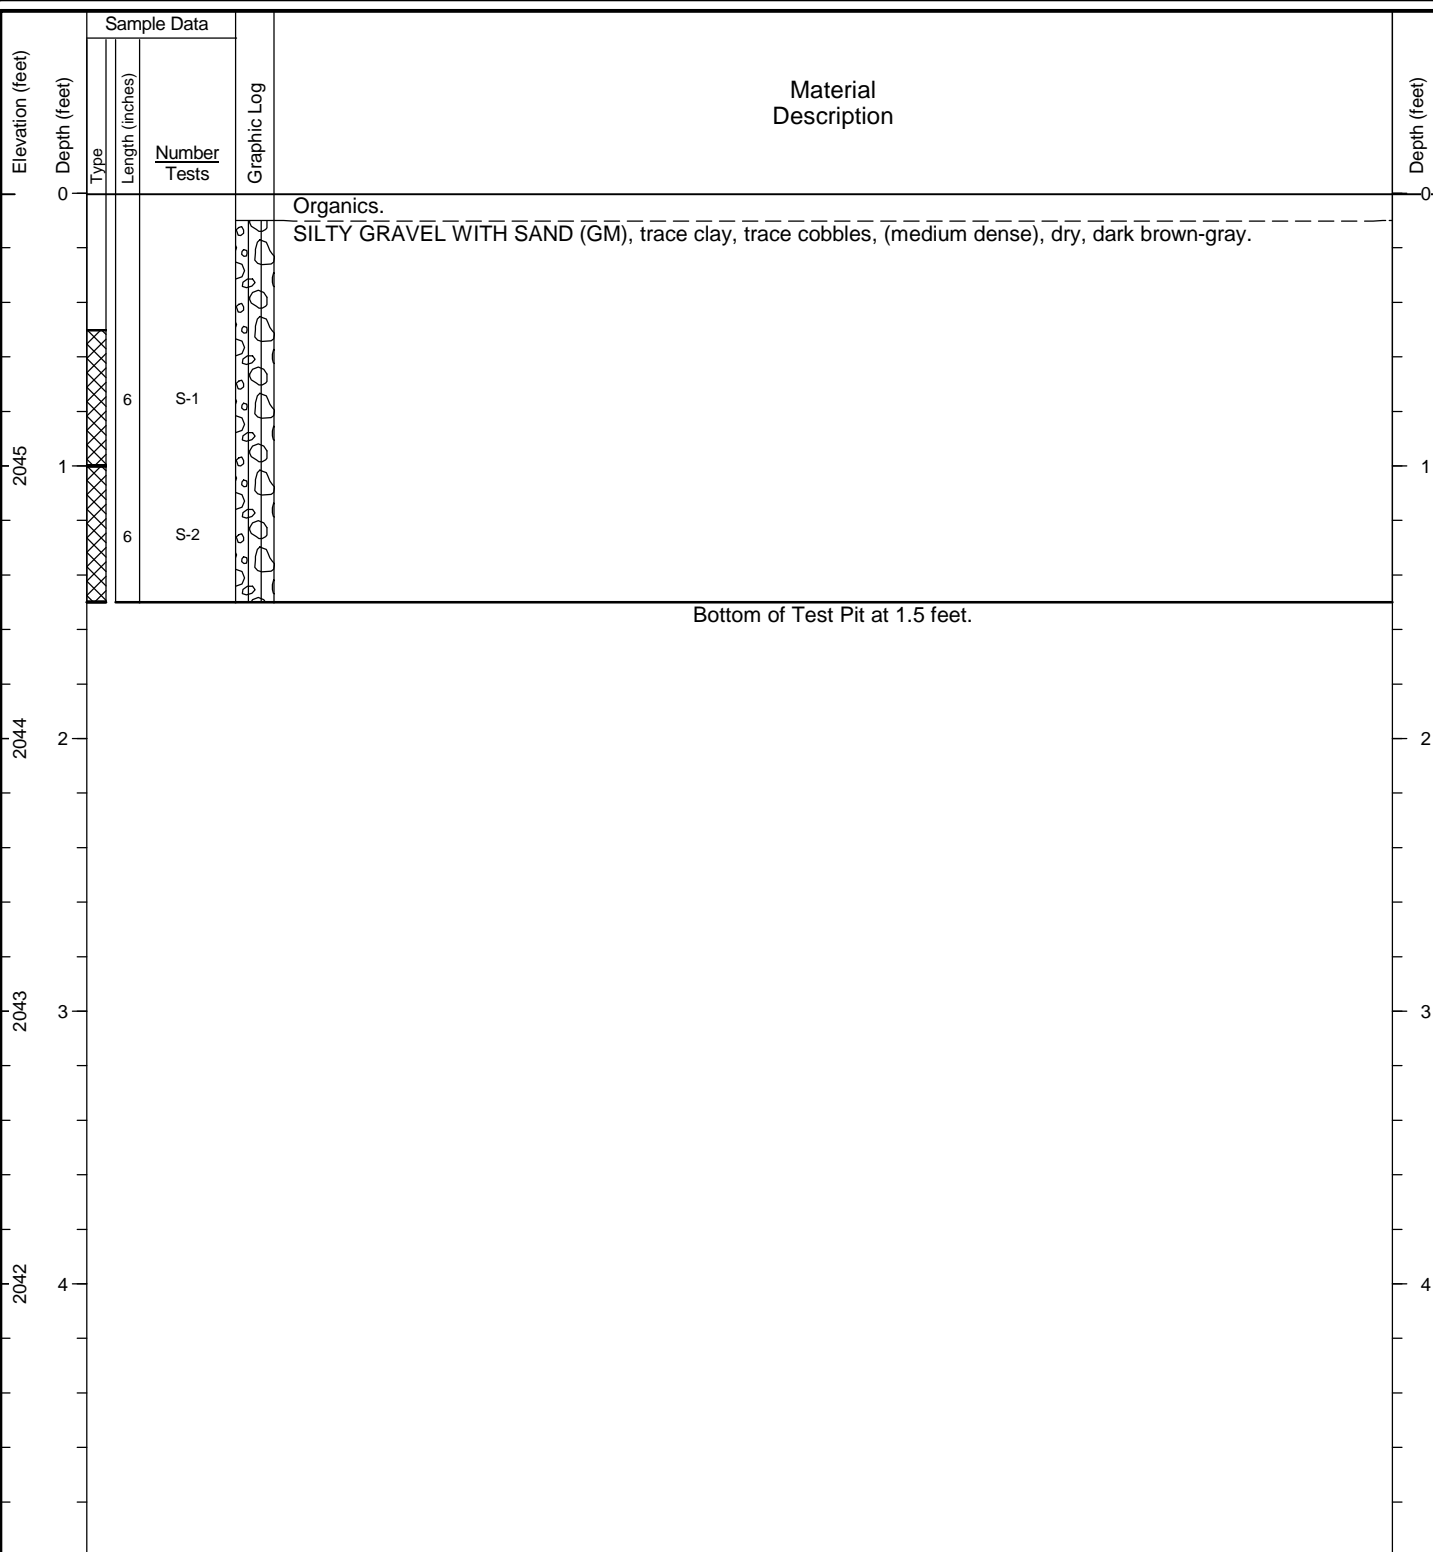 Sample Data
Elevation (feet)
Depth (feet)
Type
Length (inches)
Number
Tests
Graphic Log
Material
Description
Depth (feet)
0
0
Organics.
SILTY GRAVEL WITH SAND (GM), trace clay, trace cobbles, (medium dense), dry, dark brown-gray.
6 S-1
2045 1 1
6 S-2
Bottom of Test Pit at 1.5 feet.
2044 2 2
2043 3 3
2042 4 4